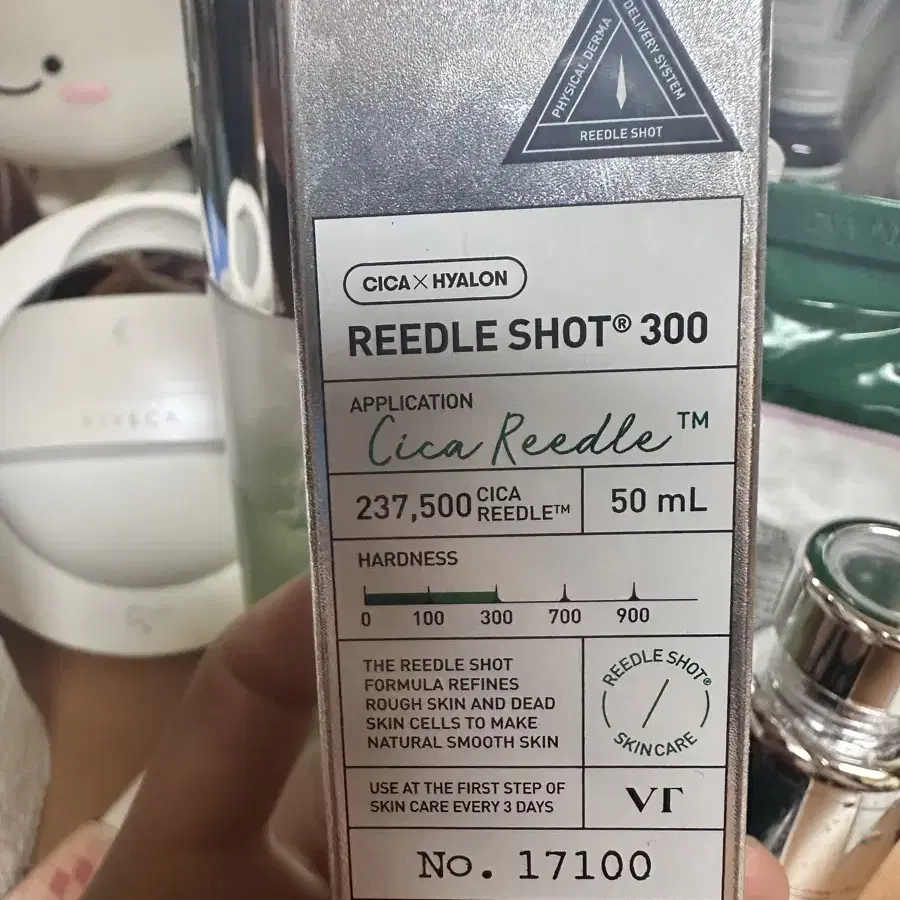 PHYSICAL DERMA
DELIVERY SYSTEM
REEDLE SHOT
CICA×HYALON
REEDLE SHOT® 300
APPLICATION
Cica Reedle™
237,500 CICA REEDLE™
50 mL
HARDNESS
0 100 300 700 900
THE REEDLE SHOT
FORMULA REFINES
ROUGH SKIN AND DEAD
SKIN CELLS TO MAKE
NATURAL SMOOTH SKIN
REEDLE SHOT®
SKINCARE
USE AT THE FIRST STEP OF
SKIN CARE EVERY 3 DAYS
VT
No. 17100